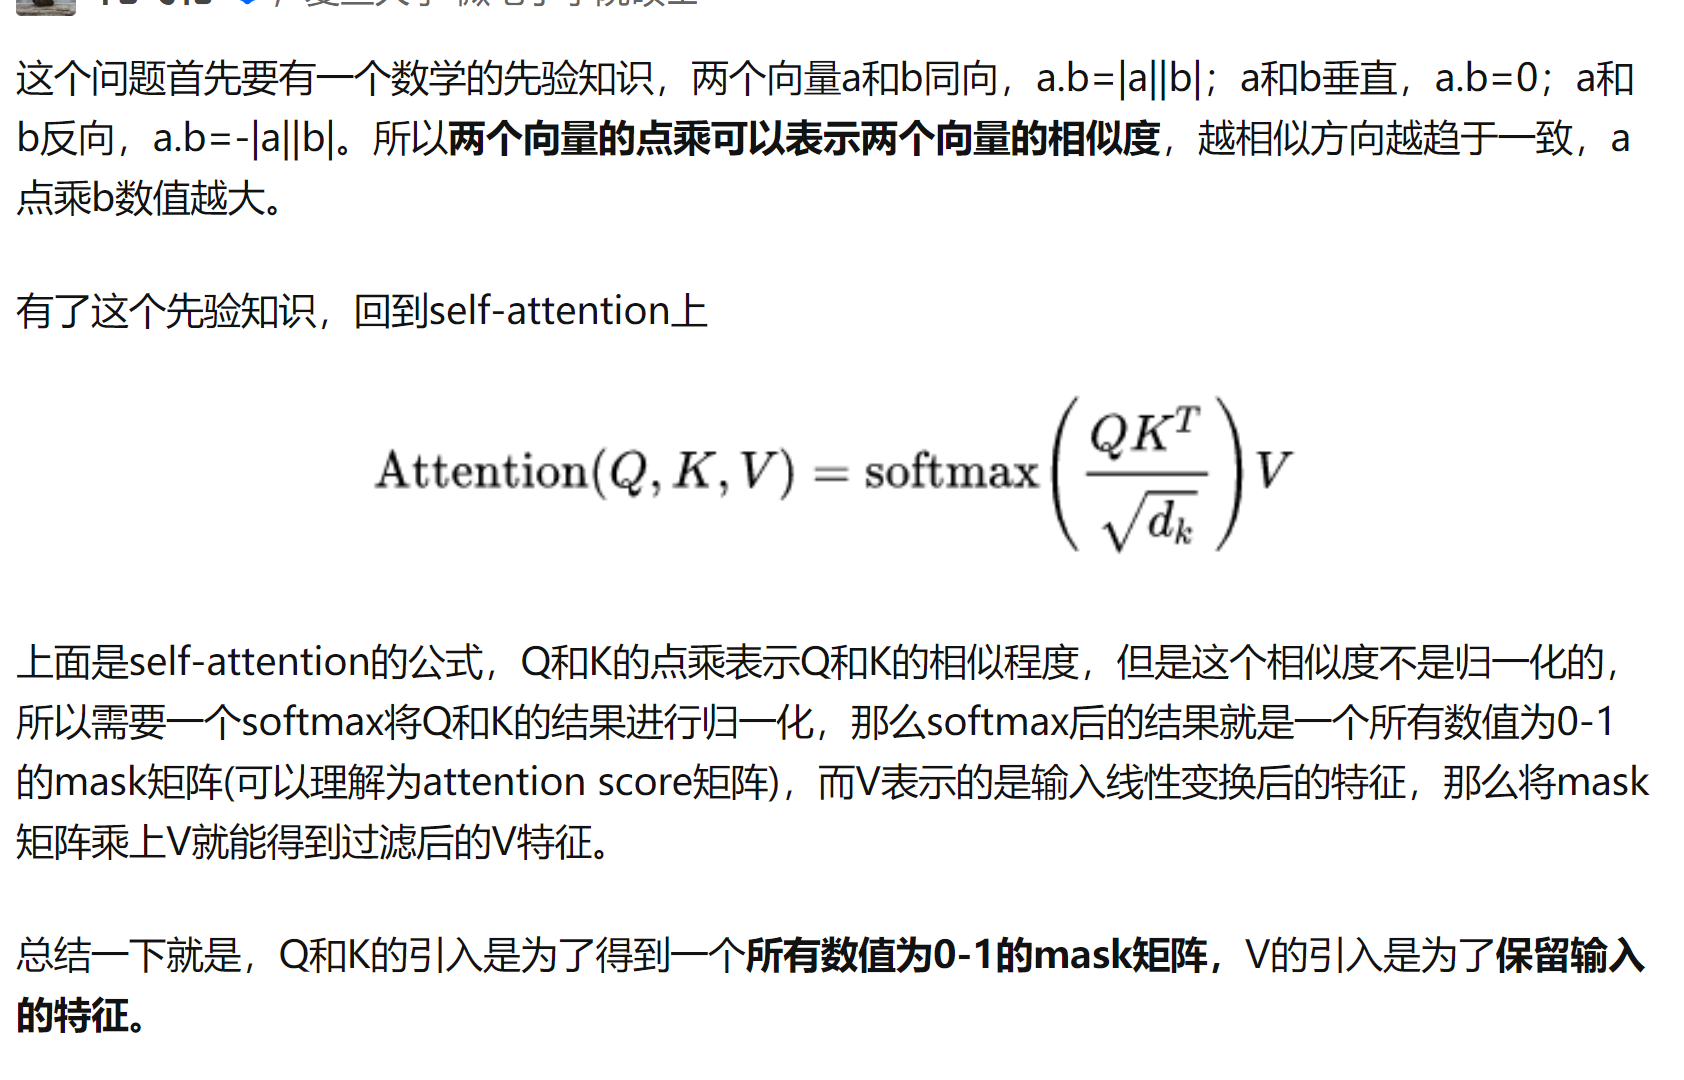 这个问题首先要有一个数学的先验知识，两个向量a和b同向，a.b=|a||b|；a和b垂直，a.b=0；a和
b反向，a.b=-|a||b|。所以两个向量的点乘可以表示两个向量的相似度，越相似方向越趋于一致，a
点乘b数值越大。
有了这个先验知识，回到self-attention上
Attention(Q, K, V) = softmax(QK^T / √d_k)V
上面是self-attention的公式，Q和K的点乘表示Q和K的相似程度，但是这个相似度不是归一化的，
所以需要一个softmax将Q和K的结果进行归一化，那么softmax后的结果就是一个所有数值为0-1
的mask矩阵(可以理解为attention score矩阵)，而V表示的是输入线性变换后的特征，那么将mask
矩阵乘上V就能得到过滤后的V特征。
总结一下就是，Q和K的引入是为了得到一个所有数值为0-1的mask矩阵，V的引入是为了保留输入
的特征。